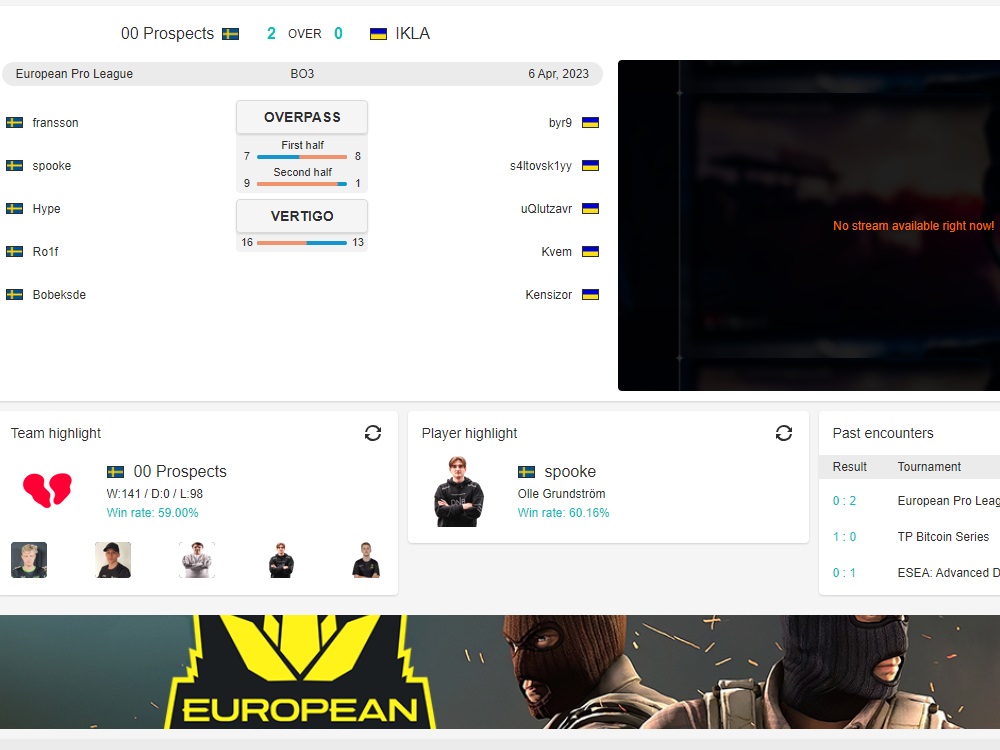 00 Prospects 2 OVER 0 IKLA
European Pro League BO3 6 Apr, 2023
fransson
spooke
Hype
Ro1f
Bobeksde
OVERPASS
First half
7 8
Second half
9 1
VERTIGO
16 13
byr9
s4ltovsk1yy
uQlutzavr
Kvem
Kensizor
No stream available right now!
Team highlight
00 Prospects
W:141 / D:0 / L:98
Win rate: 59.00%
Player highlight
spooke
Olle Grundström
Win rate: 60.16%
Past encounters
Result Tournament
0 : 2 European Pro Leag
1 : 0 TP Bitcoin Series
0 : 1 ESEA: Advanced D
EUROPEAN